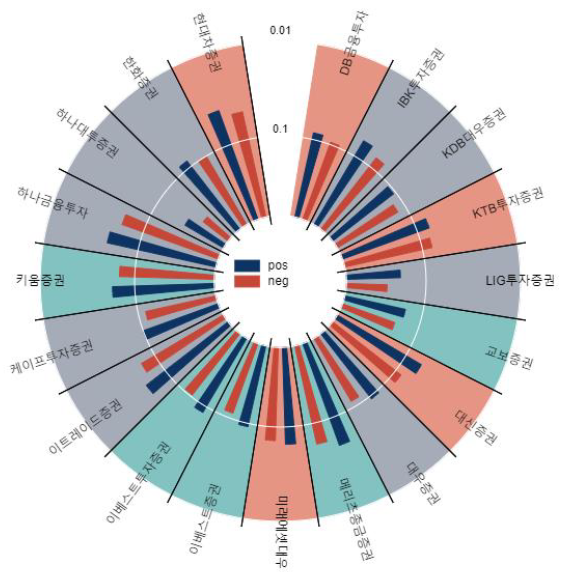 0.01
0.1
DB금융투자
IBK투자증권
KDB대우증권
KTB투자증권
LIG투자증권
교보증권
대신증권
대우증권
메리츠종금증권
미래에셋대우
이베스트증권
이베스트투자증권
이트레이드증권
케이프투자증권
키움증권
하나금융투자
하나대투증권
한화증권
현대차증권
pos
neg